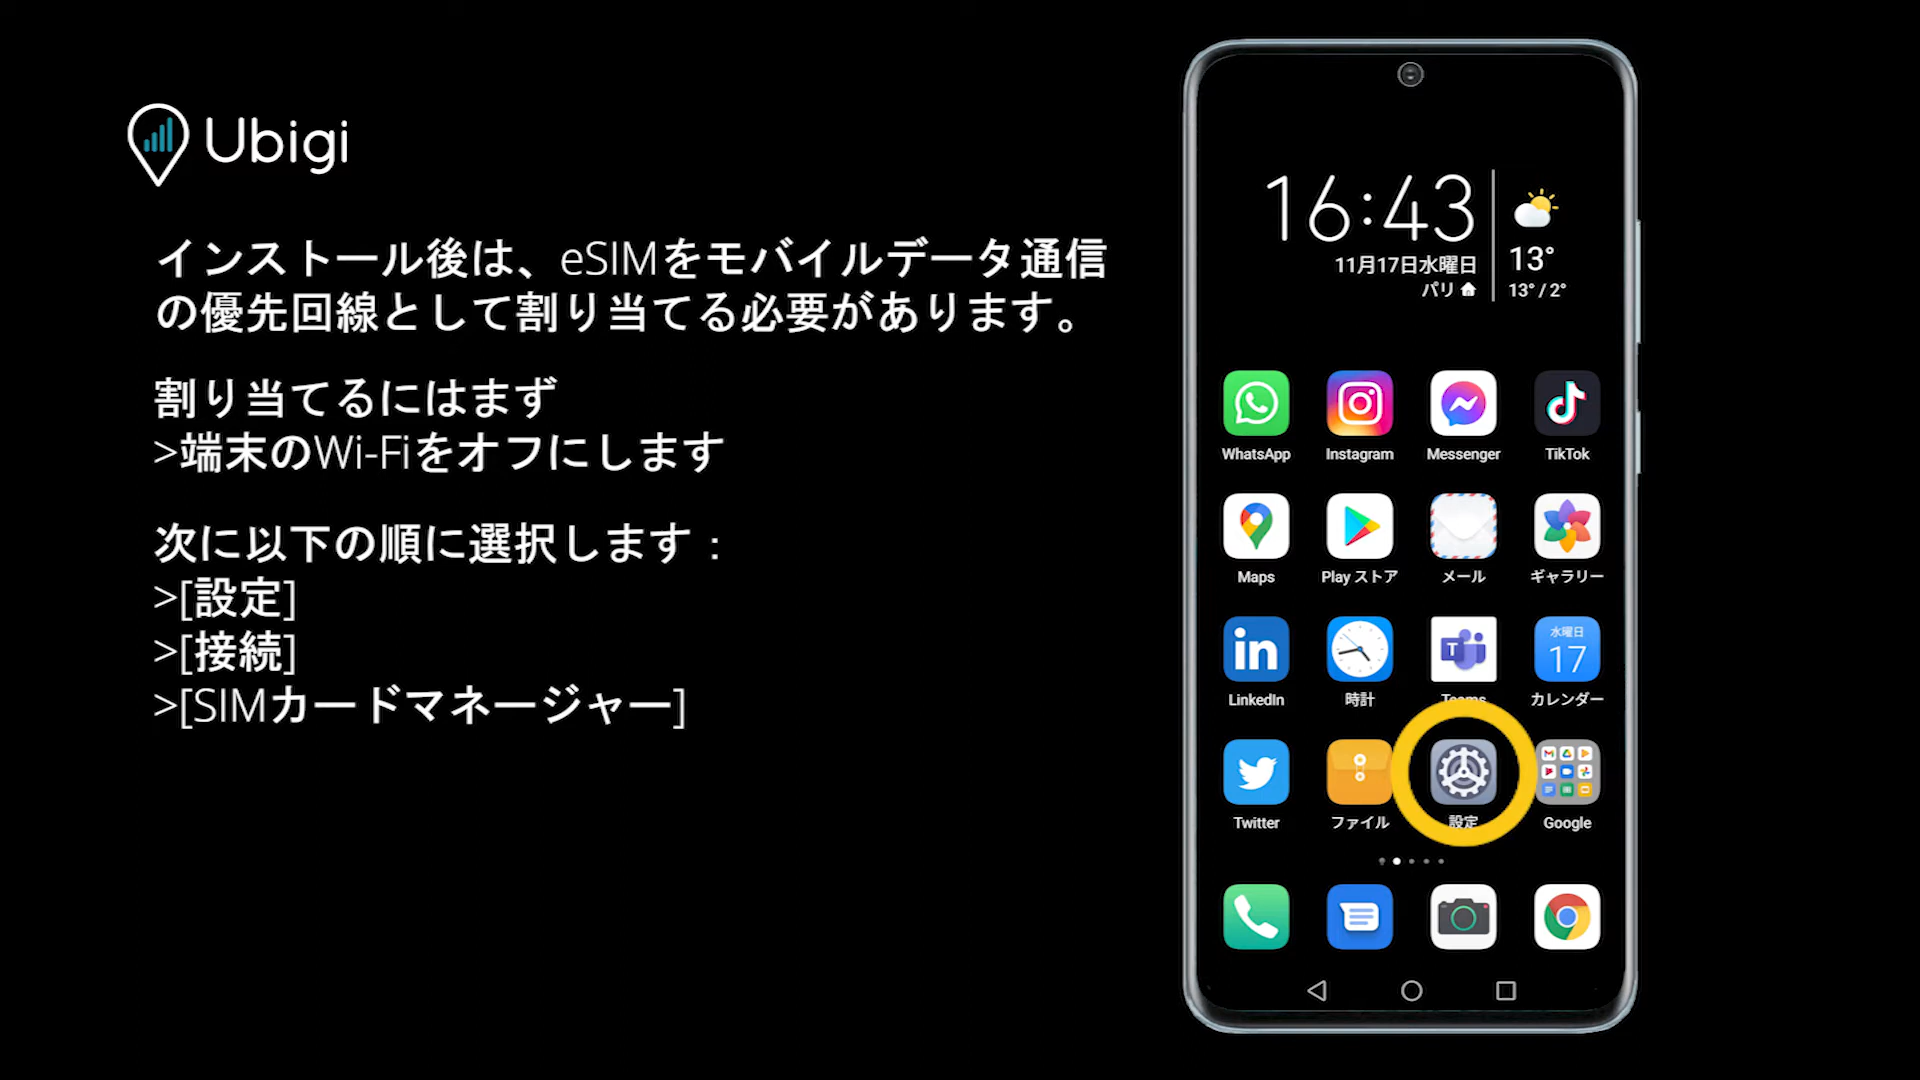 Ubigi
インストール後は、eSIMをモバイルデータ通信
の優先回線として割り当てる必要があります。
割り当てるにはまず
>端末のWi-Fiをオフにします
次に以下の順に選択します：
>[設定]
>[接続]
>[SIMカードマネージャー]
16:43
11月17日水曜日
パリ
13°
13° / 2°
WhatsApp Instagram Messenger TikTok
Maps Play ストア メール ギャラリー
水曜日
17
LinkedIn 時計 Teams カレンダー
Twitter ファイル 設定 Google